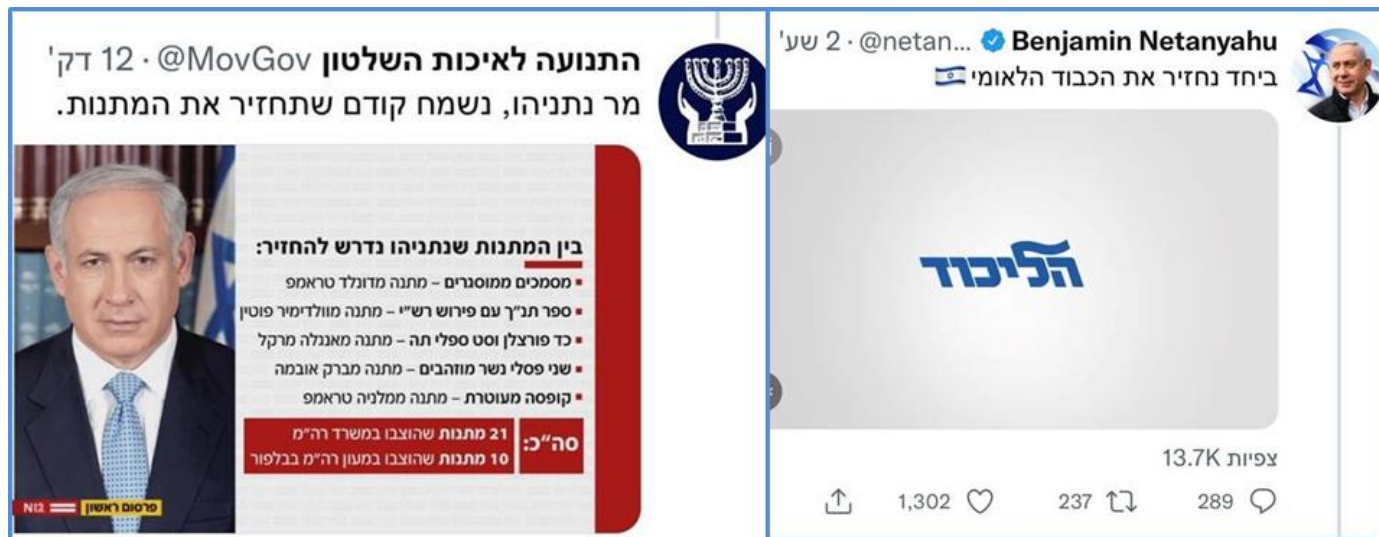 Benjamin Netanyahu @netan... · 2 שע'
ביחד נחזיר את הכבוד הלאומי
הליכוד
צפיות 13.7K
289 237 1,302
התנועה לאיכות השלטון @MovGov · 12 דק'
מר נתניהו, נשמח קודם שתחזיר את המתנות.
בין המתנות שנתניהו נדרש להחזיר:
▪ מסמכים ממוסגרים – מתנה מדונלד טראמפ
▪ ספר תנ"ך עם פירוש רש"י – מתנה מוולדימיר פוטין
▪ כד פורצלן וסט ספלי תה – מתנה מאנגלה מרקל
▪ שני פסלי נשר מוזהבים – מתנה מברק אובמה
▪ קופסה מעוטרת – מתנה ממלניה טראמפ
סה"כ:
21 מתנות שהוצבו במשרד רה"מ
10 מתנות שהוצבו במעון רה"מ בבלפור
פרסום ראשון
N12